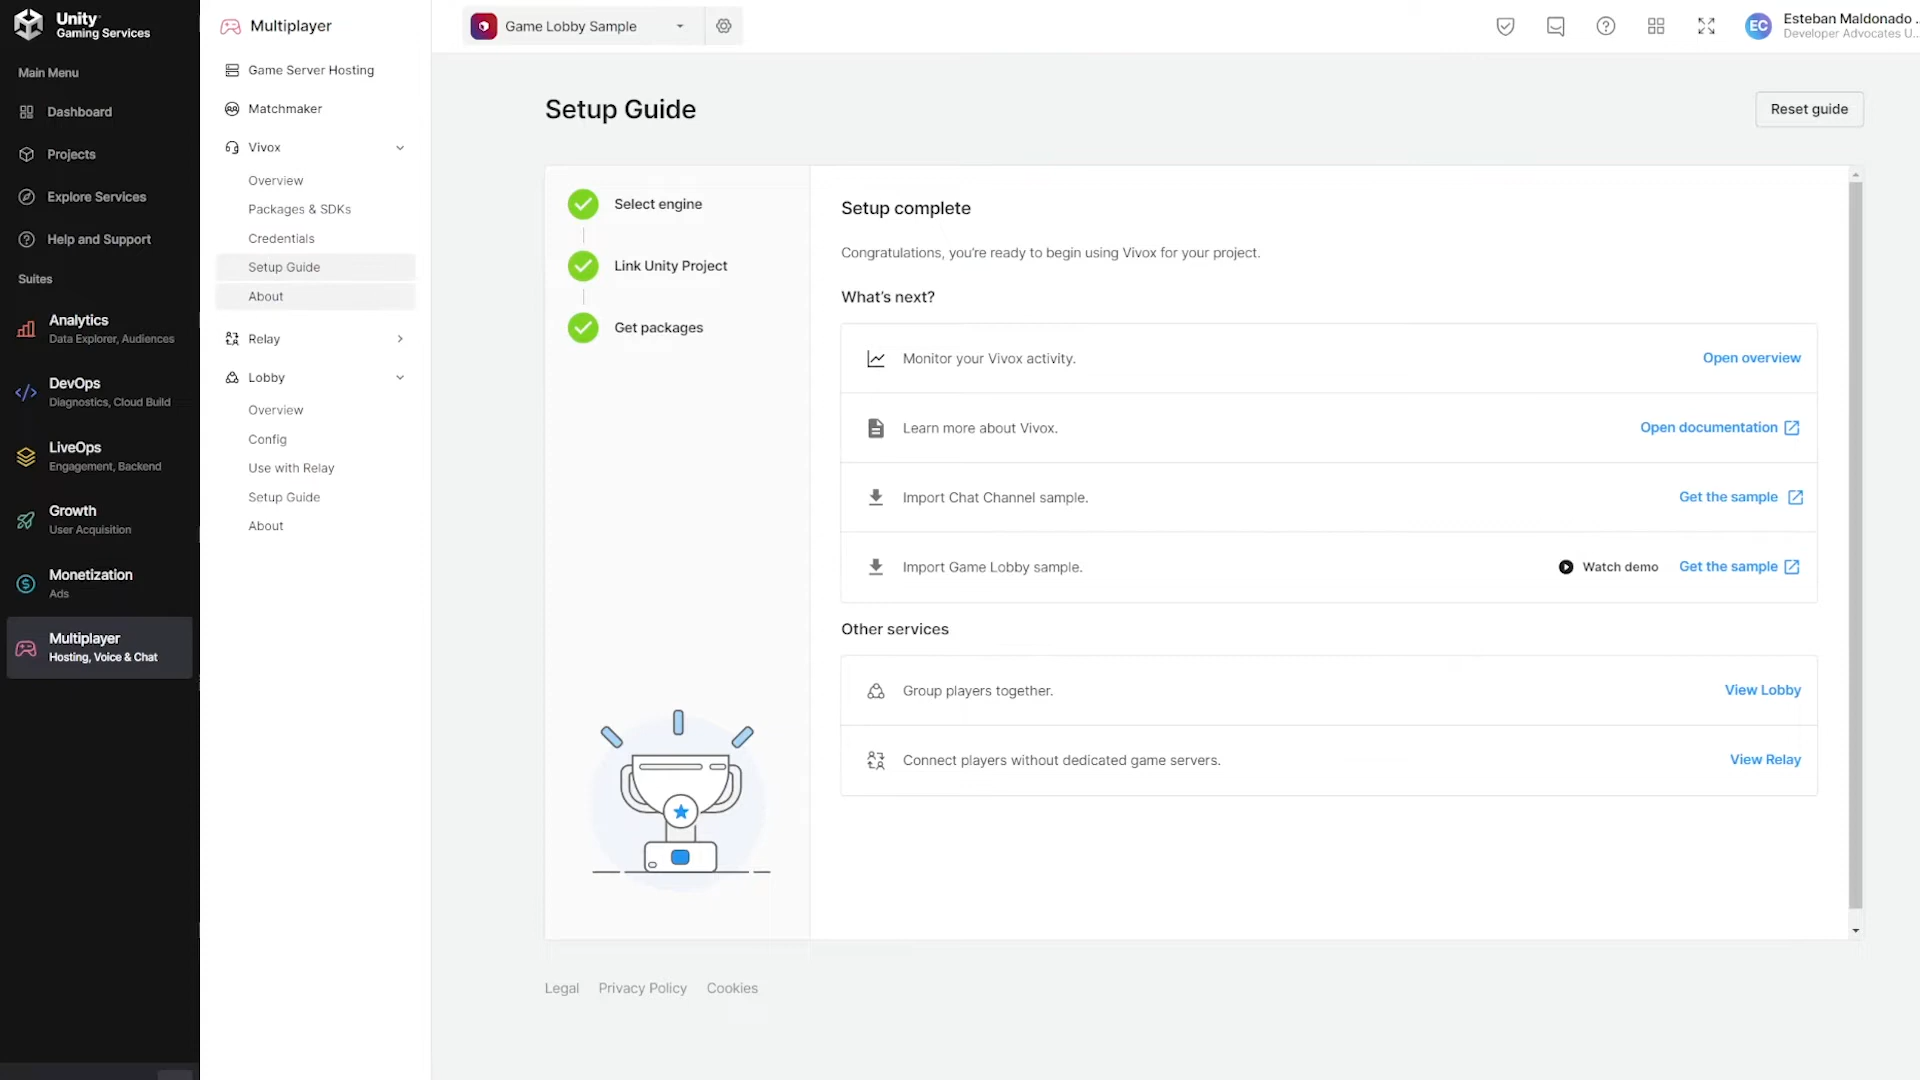 Unity
Gaming Services
Main Menu
Dashboard
Projects
Explore Services
Help and Support
Suites
Analytics
Data Explorer, Audiences
DevOps
Diagnostics, Cloud Build
LiveOps
Engagement, Backend
Growth
User Acquisition
Monetization
Ads
Multiplayer
Hosting, Voice & Chat
Multiplayer
Game Server Hosting
Matchmaker
Vivox
Overview
Packages & SDKs
Credentials
Setup Guide
About
Relay
Lobby
Overview
Config
Use with Relay
Setup Guide
About
Game Lobby Sample
EC
Esteban Maldonado ...
Developer Advocates U...
Setup Guide
Reset guide
Select engine
Link Unity Project
Get packages
Setup complete
Congratulations, you're ready to begin using Vivox for your project.
What's next?
Monitor your Vivox activity. Open overview
Learn more about Vivox. Open documentation
Import Chat Channel sample. Get the sample
Import Game Lobby sample. Watch demo Get the sample
Other services
Group players together. View Lobby
Connect players without dedicated game servers. View Relay
Legal Privacy Policy Cookies